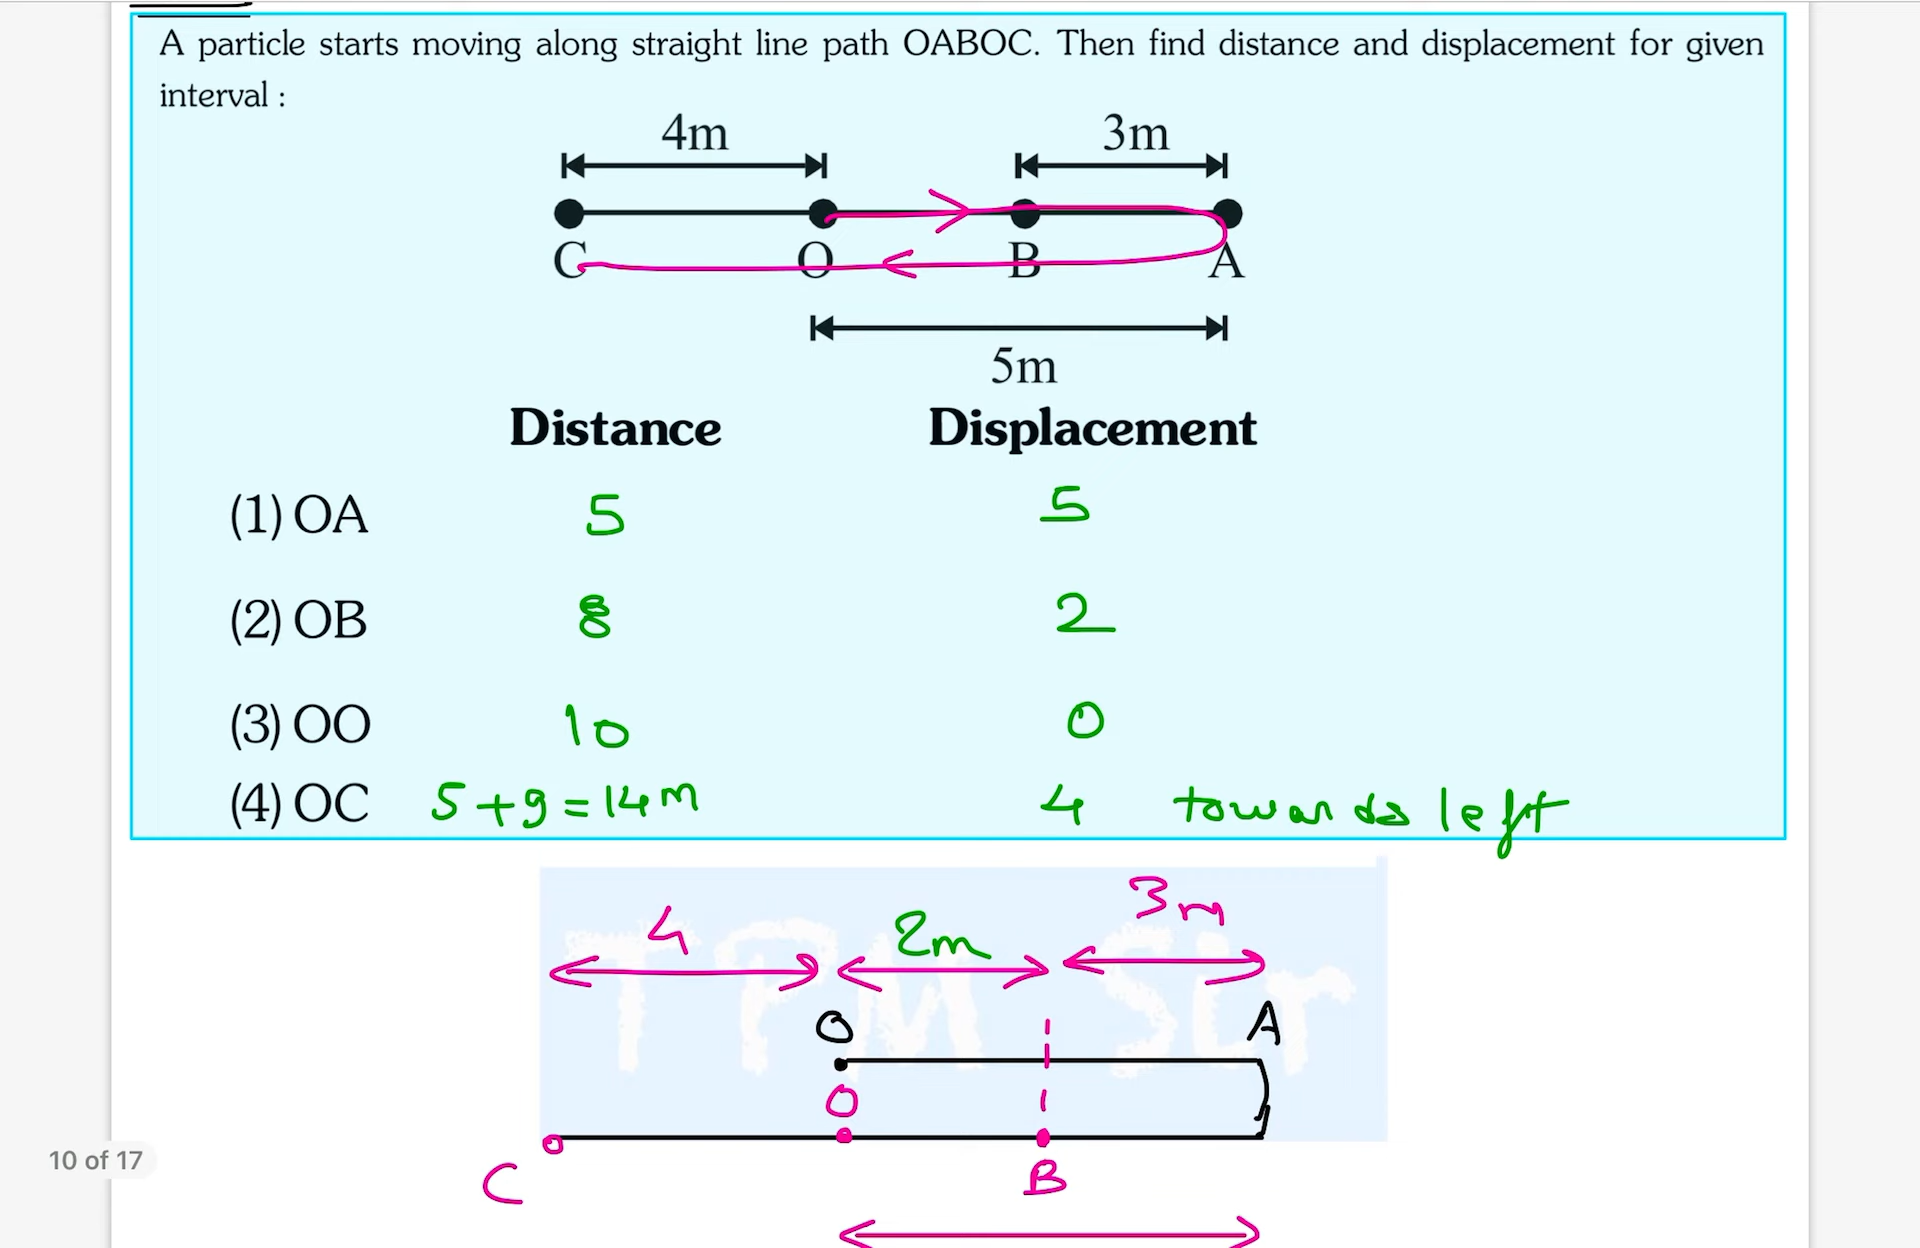 A particle starts moving along straight line path OABOC. Then find distance and displacement for given
interval :
4m 3m
C O B A
5m
Distance Displacement
(1) OA 5 5
(2) OB 8 2
(3) OO 10 0
(4) OC 5+9=14m 4 towards left
4 2m 3m
TPM Sir
O A
O
C B
10 of 17